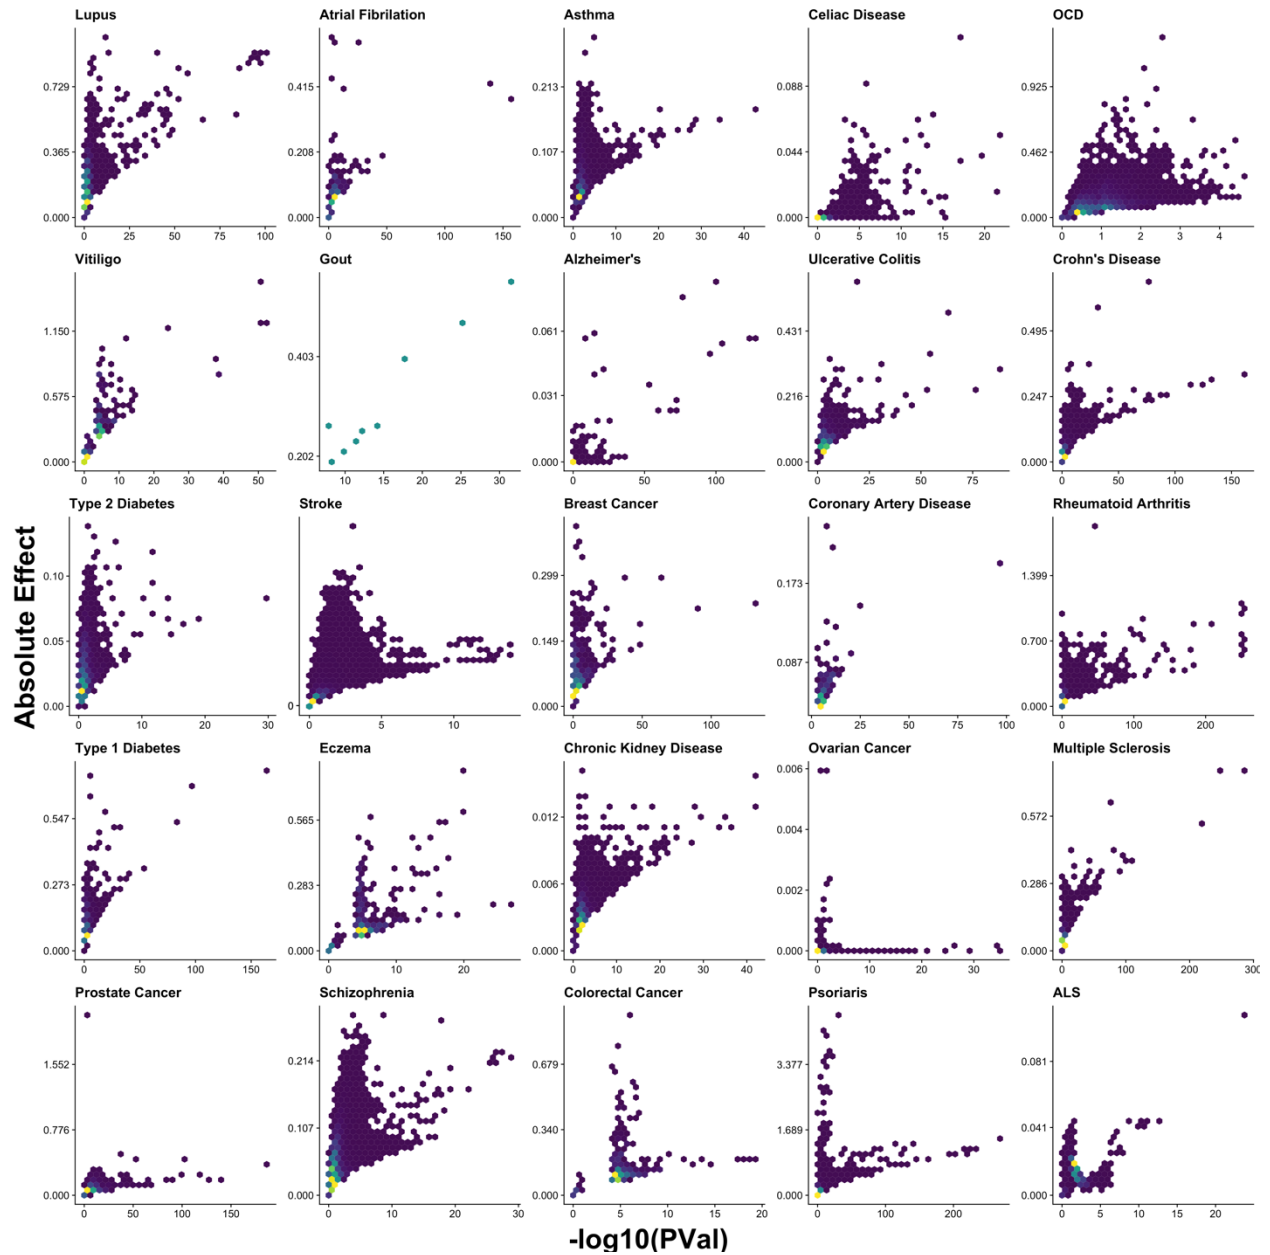 Lupus
Atrial Fibrilation
Asthma
Celiac Disease
OCD
0.729
0.365
0.000
0 25 50 75 100
0.415
0.208
0.000
0 50 100 150
0.213
0.107
0.000
0 10 20 30 40
0.088
0.044
0.000
0 5 10 15 20
0.925
0.462
0.000
0 1 2 3 4
Vitiligo
Gout
Alzheimer's
Ulcerative Colitis
Crohn's Disease
1.150
0.575
0.000
0 10 20 30 40 50
0.403
0.202
10 15 20 25 30
0.061
0.031
0.000
0 50 100
0.431
0.216
0.000
0 25 50 75
0.495
0.247
0.000
0 50 100 150
Absolute Effect
Type 2 Diabetes
Stroke
Breast Cancer
Coronary Artery Disease
Rheumatoid Arthritis
0.10
0.05
0.00
0 10 20 30
0
0 5 10
0.299
0.149
0.000
0 50 100
0.173
0.087
0 25 50 75 100
1.399
0.700
0.000
0 100 200
Type 1 Diabetes
Eczema
Chronic Kidney Disease
Ovarian Cancer
Multiple Sclerosis
0.547
0.273
0.000
0 50 100 150
0.565
0.283
0.000
0 10 20
0.012
0.006
0.000
0 10 20 30 40
0.006
0.004
0.002
0.000
0 10 20 30
0.572
0.286
0.000
0 100 200 300
Prostate Cancer
Schizophrenia
Colorectal Cancer
Psoriaris
ALS
1.552
0.776
0.000
0 50 100 150
0.214
0.107
0.000
0 10 20 30
0.679
0.340
0.000
0 5 10 15 20
3.377
1.689
0.000
0 100 200
0.081
0.041
0.000
0 5 10 15 20
-log10(PVal)